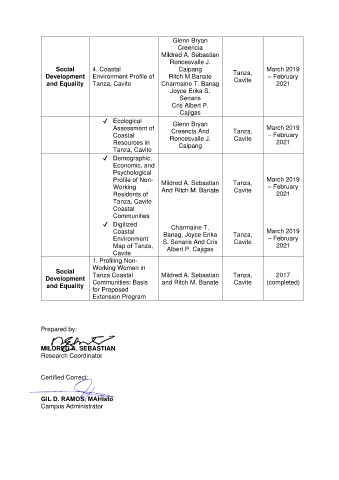 Social
Development
and Equality
4. Coastal
Environment Profile of
Tanza, Cavite
Glenn Bryan
Creencia
Mildred A. Sebastian
Roncesvalle J.
Caipang
Ritch M.Banate
Charmaine T. Banag
Joyce Erika S.
Senaris
Cris Albert P.
Cajigas
Tanza,
Cavite
March 2019
– February
2021
✓ Ecological
Assessment of
Coastal
Resources in
Tanza, Cavite
Glenn Bryan
Creencia And
Roncesvalle J.
Caipang
Tanza,
Cavite
March 2019
– February
2021
✓ Demographic,
Economic, and
Psychological
Profile of Non-
Working
Residents of
Tanza, Cavite
Coastal
Communities
Mildred A. Sebastian
And Ritch M. Banate
Tanza,
Cavite
March 2019
– February
2021
✓ Digitized
Coastal
Environment
Map of Tanza,
Cavite
Charmaine T.
Banag, Joyce Erika
S. Senaris And Cris
Albert P. Cajigas
Tanza,
Cavite
March 2019
– February
2021
Social
Development
and Equality
1. Profiling Non-
Working Women in
Tanza Coastal
Communities: Basis
for Proposed
Extension Program
Mildred A. Sebastian
and Ritch M. Banate
Tanza,
Cavite
2017
(completed)
Prepared by:
MILDRED A. SEBASTIAN
Research Coordinator
Certified Correct:
GIL D. RAMOS, MAHisto
Campus Administrator